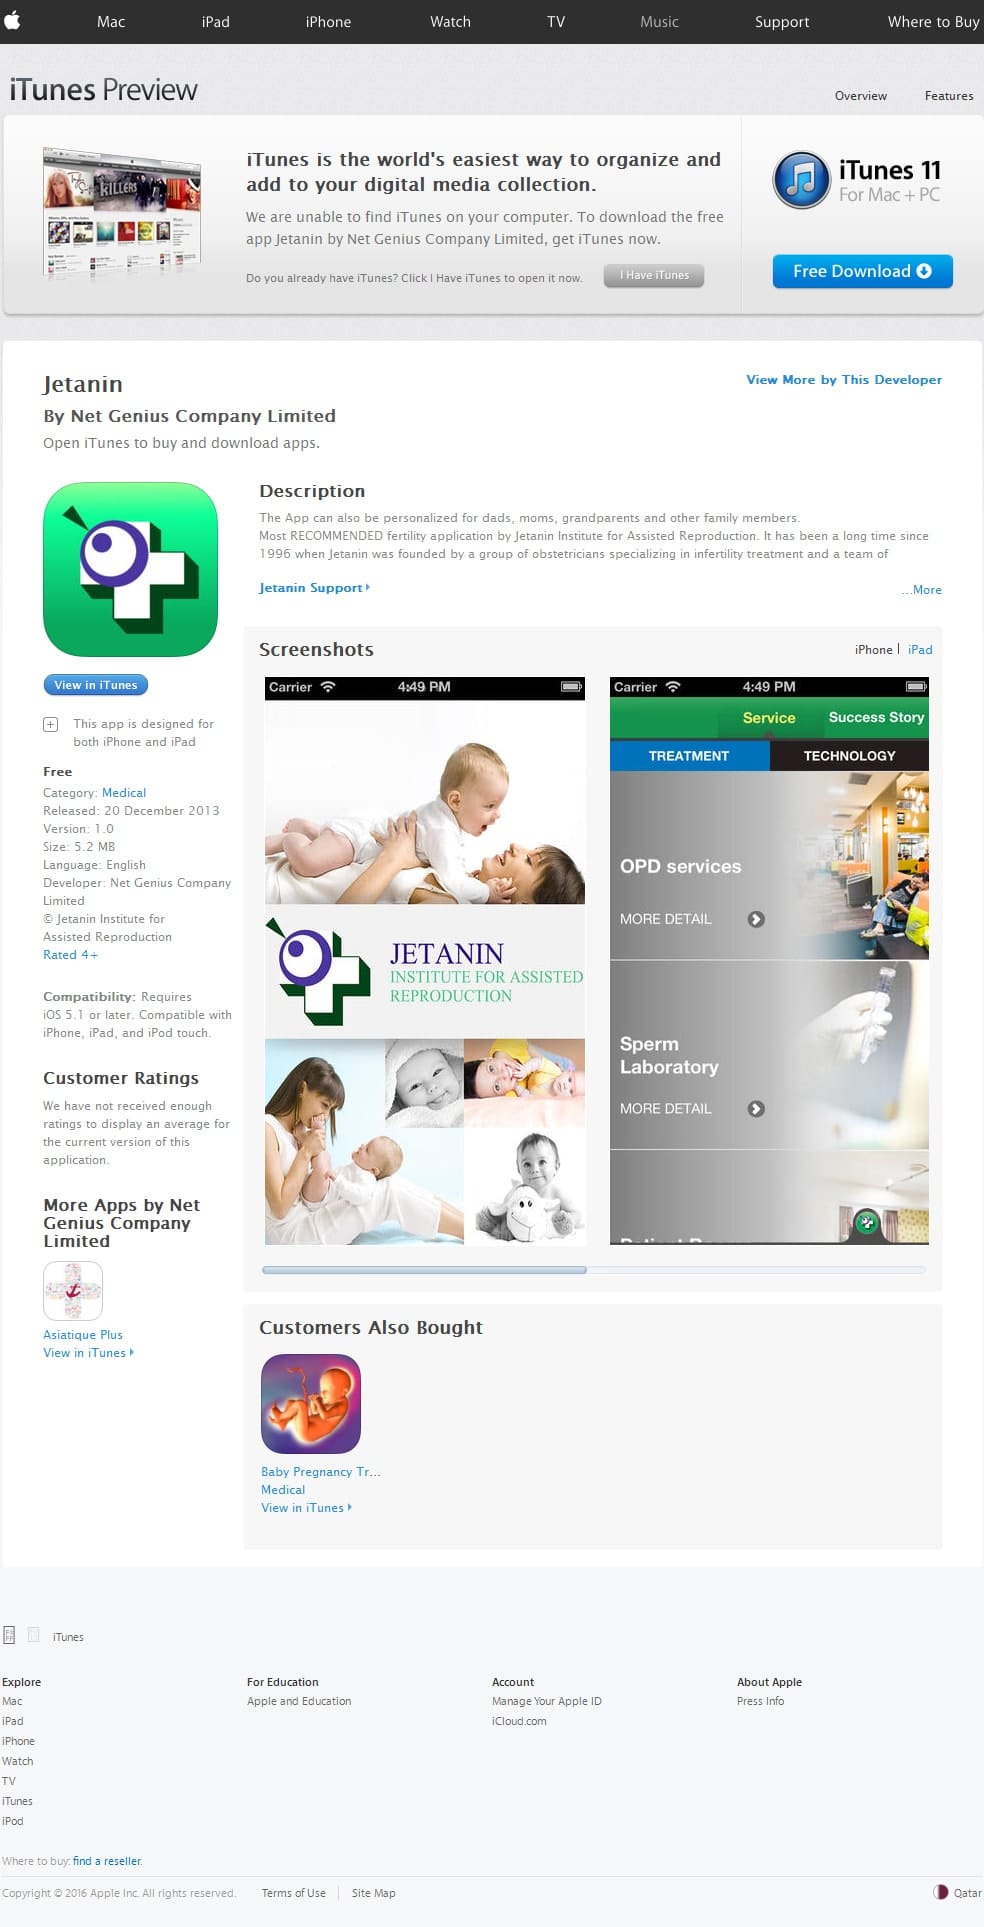 Mac iPad iPhone Watch TV Music Support Where to Buy
iTunes Preview
Overview Features
iTunes is the world's easiest way to organize and
add to your digital media collection.
We are unable to find iTunes on your computer. To download the free
app Jetanin by Net Genius Company Limited, get iTunes now.
Do you already have iTunes? Click I Have iTunes to open it now.
I Have iTunes
KILLERS
iTunes 11
For Mac + PC
Free Download
Jetanin
View More by This Developer
By Net Genius Company Limited
Open iTunes to buy and download apps.
View in iTunes
This app is designed for
both iPhone and iPad
Free
Category: Medical
Released: 20 December 2013
Version: 1.0
Size: 5.2 MB
Language: English
Developer: Net Genius Company
Limited
© Jetanin Institute for
Assisted Reproduction
Rated 4+
Compatibility: Requires
iOS 5.1 or later. Compatible with
iPhone, iPad, and iPod touch.
Customer Ratings
We have not received enough
ratings to display an average for
the current version of this
application.
More Apps by Net
Genius Company
Limited
Asiatique Plus
View in iTunes
Description
The App can also be personalized for dads, moms, grandparents and other family members.
Most RECOMMENDED fertility application by Jetanin Institute for Assisted Reproduction. It has been a long time since
1996 when Jetanin was founded by a group of obstetricians specializing in infertility treatment and a team of
Jetanin Support
...More
Screenshots
iPhone | iPad
Carrier 4:49 PM
JETANIN
INSTITUTE FOR ASSISTED
REPRODUCTION
Carrier 4:49 PM
Service Success Story
TREATMENT TECHNOLOGY
OPD services
MORE DETAIL
Sperm
Laboratory
MORE DETAIL
Customers Also Bought
Baby Pregnancy Tr...
Medical
View in iTunes
iTunes
Explore
Mac
iPad
iPhone
Watch
TV
iTunes
iPod
For Education
Apple and Education
Account
Manage Your Apple ID
iCloud.com
About Apple
Press Info
Where to buy: find a reseller.
Copyright © 2016 Apple Inc. All rights reserved. Terms of Use Site Map
Qatar